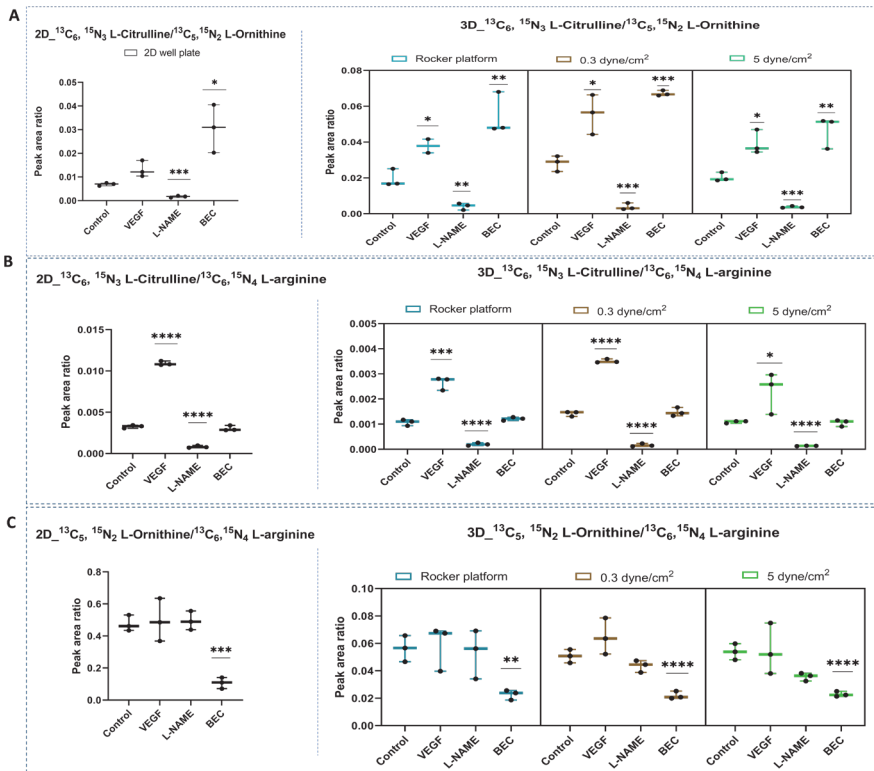 A
2D_¹³C₆, ¹⁵N₃ L-Citrulline/¹³C₅,¹⁵N₂ L-Ornithine
2D well plate
Peak area ratio
0.05
0.04
0.03
0.02
0.01
0.00
***
*
Control
VEGF
L-NAME
BEC
3D_¹³C₆, ¹⁵N₃ L-Citrulline/¹³C₅,¹⁵N₂ L-Ornithine
Rocker platform
0.3 dyne/cm²
5 dyne/cm²
Peak area ratio
0.08
0.06
0.04
0.02
0.00
*
**
**
*
***
***
*
***
**
Control
VEGF
L-NAME
BEC
Control
VEGF
L-NAME
BEC
Control
VEGF
L-NAME
BEC
B
2D_¹³C₆, ¹⁵N₃ L-Citrulline/¹³C₆,¹⁵N₄ L-arginine
Peak area ratio
0.015
0.010
0.005
0.000
****
****
Control
VEGF
L-NAME
BEC
3D_¹³C₆, ¹⁵N₃ L-Citrulline/¹³C₆,¹⁵N₄ L-arginine
Rocker platform
0.3 dyne/cm²
5 dyne/cm²
Peak area ratio
0.005
0.004
0.003
0.002
0.001
0.000
***
****
****
****
*
****
Control
VEGF
L-NAME
BEC
Control
VEGF
L-NAME
BEC
Control
VEGF
L-NAME
BEC
C
2D_¹³C₅, ¹⁵N₂ L-Ornithine/¹³C₆,¹⁵N₄ L-arginine
Peak area ratio
0.8
0.6
0.4
0.2
0.0
***
Control
VEGF
L-NAME
BEC
3D_¹³C₅, ¹⁵N₂ L-Ornithine/¹³C₆,¹⁵N₄ L-arginine
Rocker platform
0.3 dyne/cm²
5 dyne/cm²
Peak area ratio
0.10
0.08
0.06
0.04
0.02
0.00
**
****
****
Control
VEGF
L-NAME
BEC
Control
VEGF
L-NAME
BEC
Control
VEGF
L-NAME
BEC